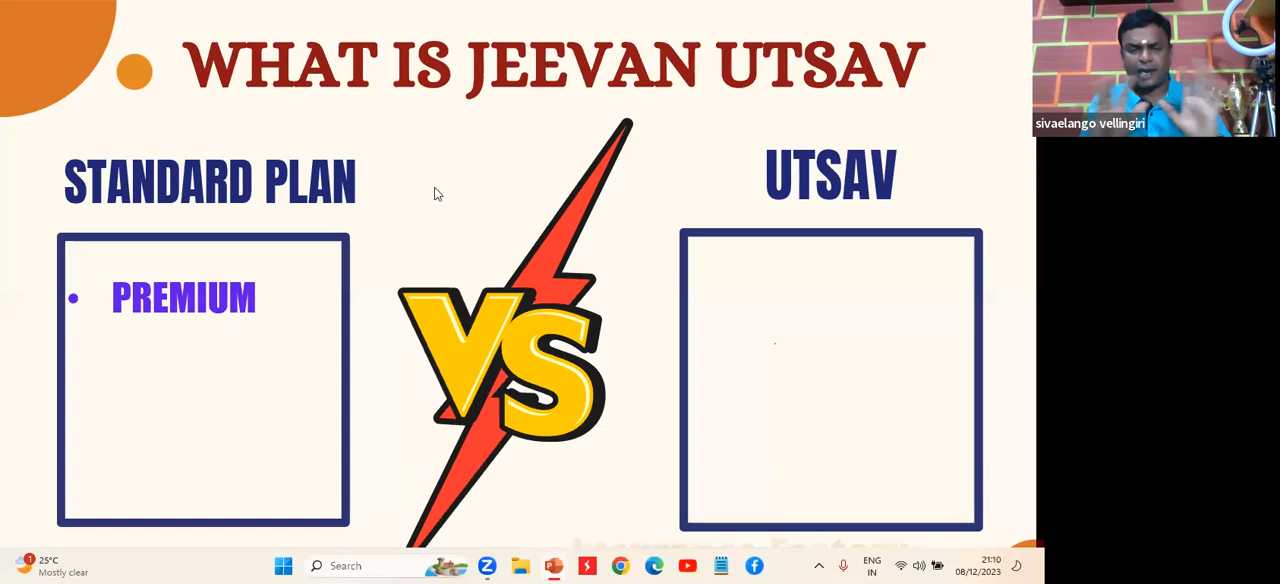 WHAT IS JEEVAN UTSAV
sivaelango vellingiri
STANDARD PLAN
UTSAV
• PREMIUM
VS
1
25°C
Mostly clear
Search
ENG
IN
21:10
08/12/2023